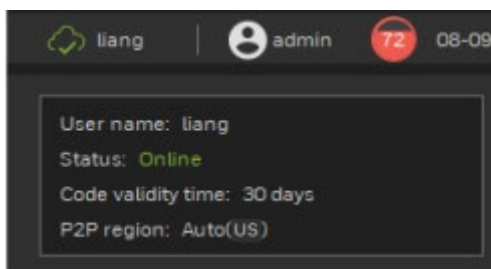 liang admin 72 08-09
User name: liang
Status: Online
Code validity time: 30 days
P2P region: Auto(US)